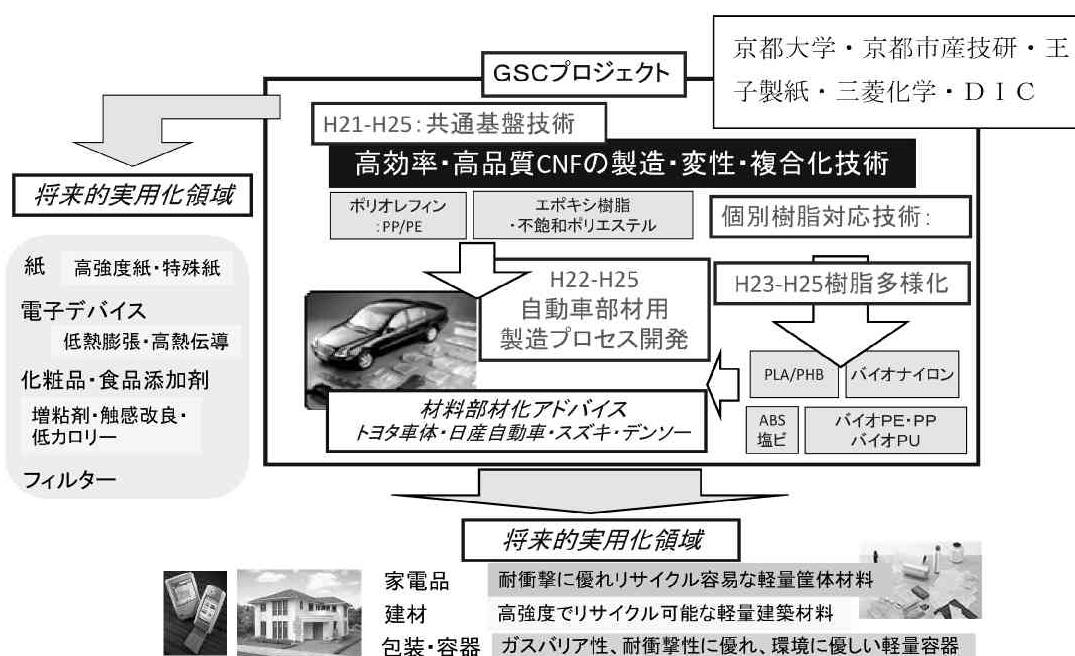 京都大学・京都市産技研・王
子製紙・三菱化学・ＤＩＣ
GSCプロジェクト
H21-H25：共通基盤技術
高効率・高品質CNFの製造・変性・複合化技術
ポリオレフィン
：PP/PE
エポキシ樹脂
・不飽和ポリエステル
個別樹脂対応技術：
H22-H25
自動車部材用
製造プロセス開発
H23-H25樹脂多様化
PLA/PHB
バイオナイロン
ABS
塩ビ
バイオPE・PP
バイオPU
材料部材化アドバイス
トヨタ車体・日産自動車・スズキ・デンソー
将来的実用化領域
紙
高強度紙・特殊紙
電子デバイス
低熱膨張・高熱伝導
化粧品・食品添加剤
増粘剤・触感改良・
低カロリー
フィルター
将来的実用化領域
家電品 耐衝撃に優れリサイクル容易な軽量筐体材料
建材 高強度でリサイクル可能な軽量建築材料
包装・容器 ガスバリア性、耐衝撃性に優れ、環境に優しい軽量容器